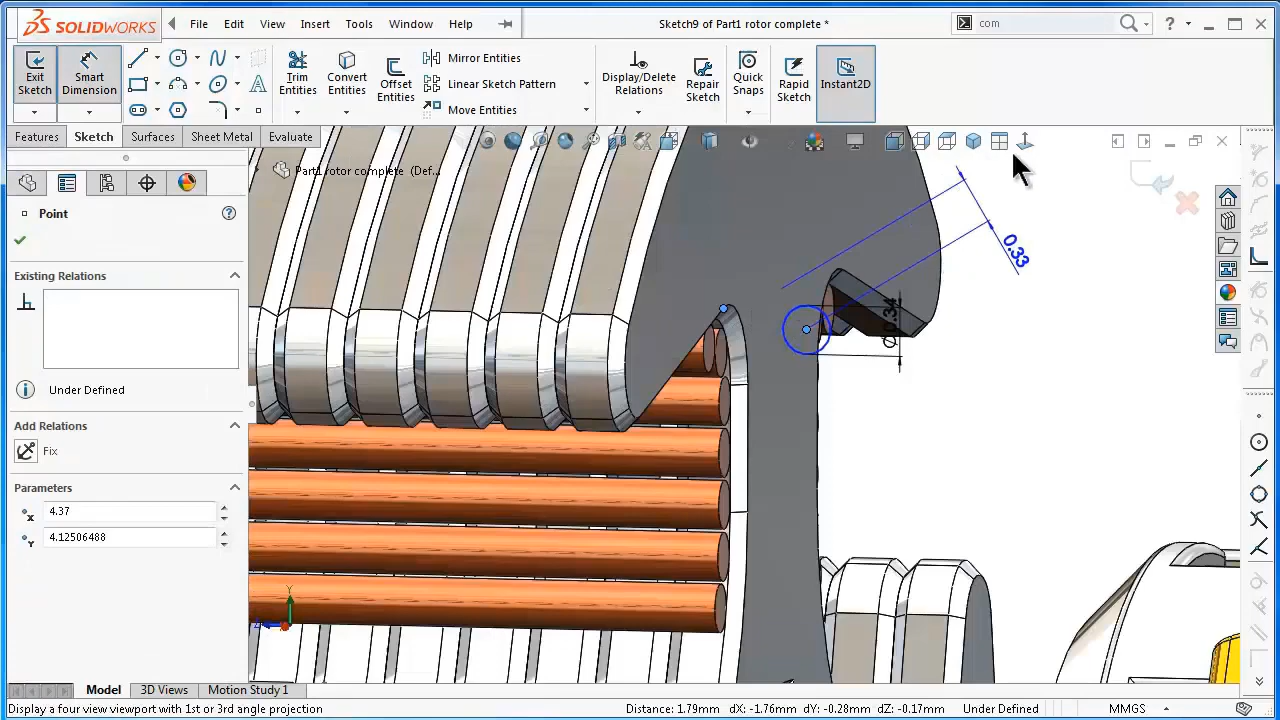 SOLIDWORKS
File Edit View Insert Tools Window Help
Sketch9 of Part1 rotor complete *
com
?
Exit Sketch
Smart Dimension
Trim Entities
Convert Entities
Offset Entities
Mirror Entities
Linear Sketch Pattern
Move Entities
Display/Delete Relations
Repair Sketch
Quick Snaps
Rapid Sketch
Instant2D
Features Sketch Surfaces Sheet Metal Evaluate
Part1 rotor complete (Def...
Point
?
Existing Relations
Under Defined
Add Relations
Fix
Parameters
X 4.37
Y 4.12506488
0.33
Ø0.34
Y
Model 3D Views Motion Study 1
Display a four view viewport with 1st or 3rd angle projection
Distance: 1.79mm dX: -1.76mm dY: -0.28mm dZ: -0.17mm Under Defined MMGS